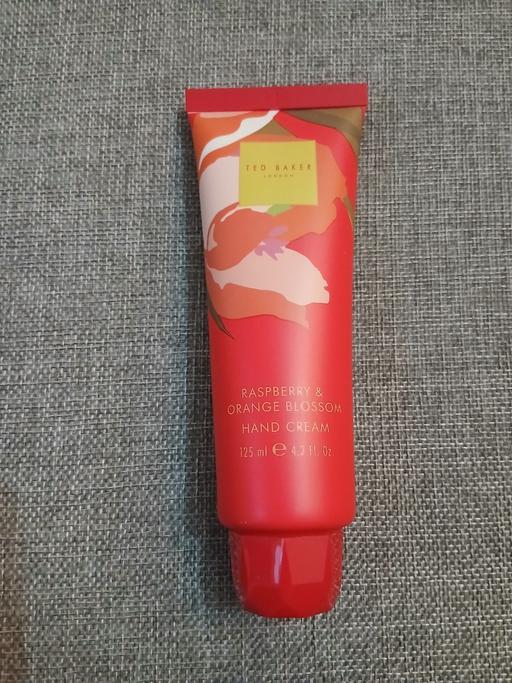 TED BAKER
LONDON
RASPBERRY &
ORANGE BLOSSOM
HAND CREAM
125 ml ℮ 4.2 Fl. Oz.